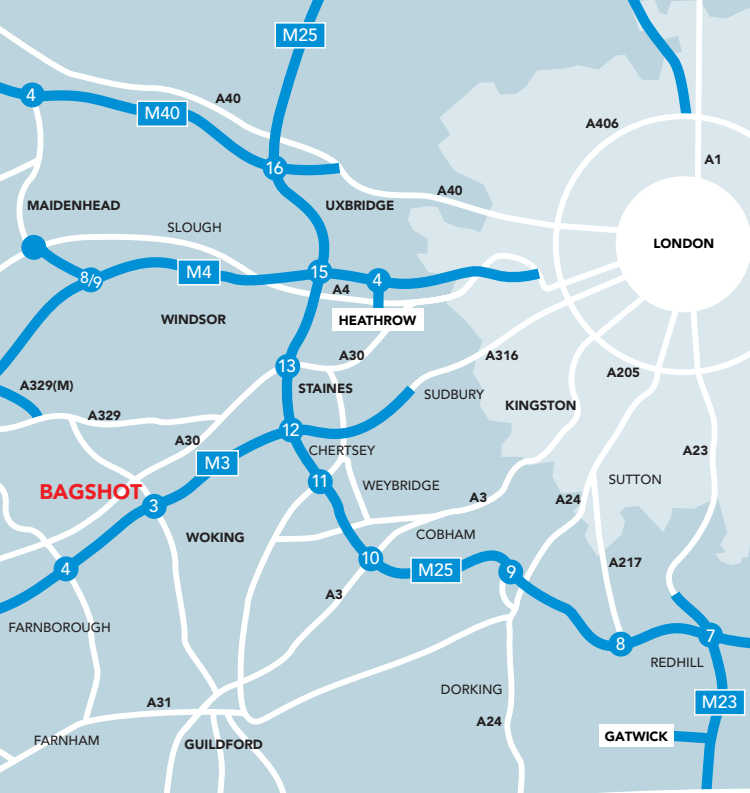 M25
4
A40
M40
A406
A1
16
A40
MAIDENHEAD
UXBRIDGE
SLOUGH
LONDON
8/9
M4
15
4
A4
WINDSOR
HEATHROW
A30
A316
13
A205
A329(M)
STAINES
SUDBURY
KINGSTON
A329
12
A30
CHERTSEY
A23
M3
11
SUTTON
BAGSHOT
WEYBRIDGE
A3
A24
3
WOKING
COBHAM
10
A217
4
M25
9
A3
FARNBOROUGH
8
7
REDHILL
DORKING
A31
M23
A24
GATWICK
FARNHAM
GUILDFORD